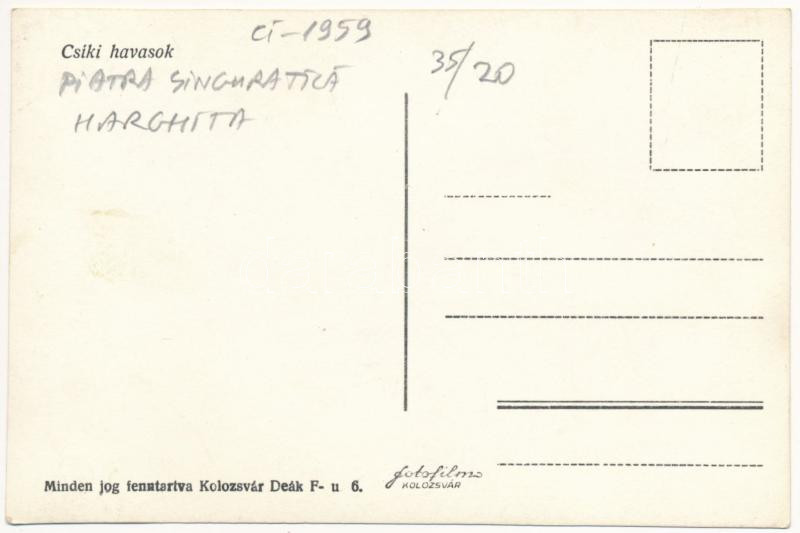 CI-1959
Csiki havasok
35/20
PIATRA SINGURATICĂ
HARGHITA
Minden jog fenntartva Kolozsvár Deák F- u 6.
fotofilm
KOLOZSVÁR